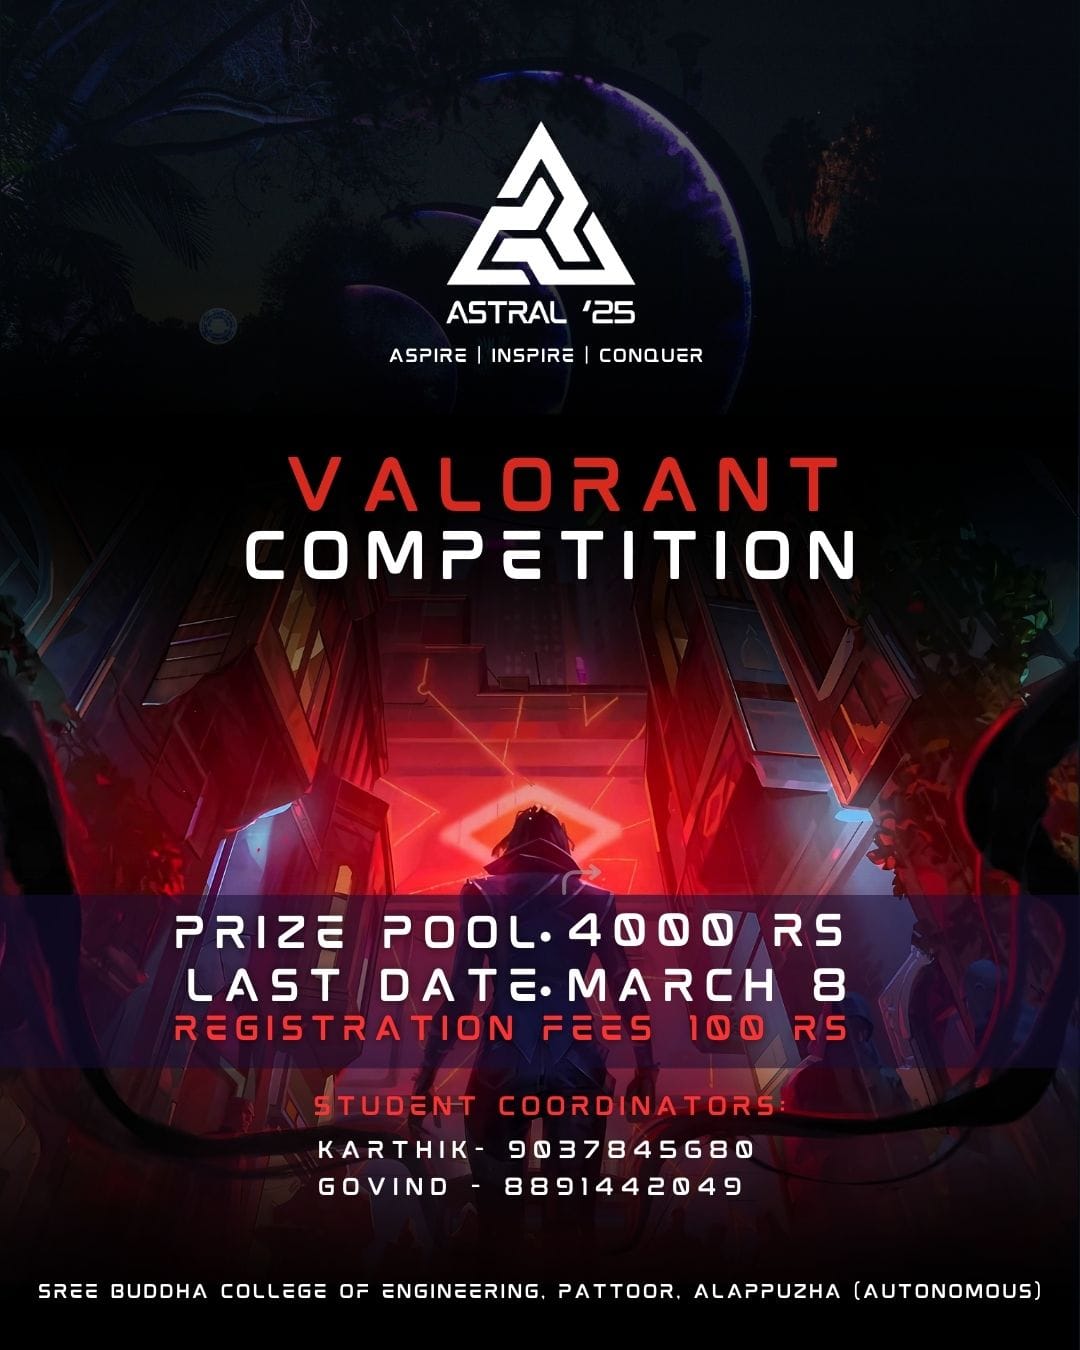 ASTRAL '25
ASPIRE | INSPIRE | CONQUER
VALORANT
COMPETITION
PRIZE POOL.4000 RS
LAST DATE.MARCH 8
REGISTRATION FEES 100 RS
STUDENT COORDINATORS:
KARTHIK- 9037845680
GOVIND - 8891442049
SREE BUDDHA COLLEGE OF ENGINEERING, PATTOOR, ALAPPUZHA (AUTONOMOUS)